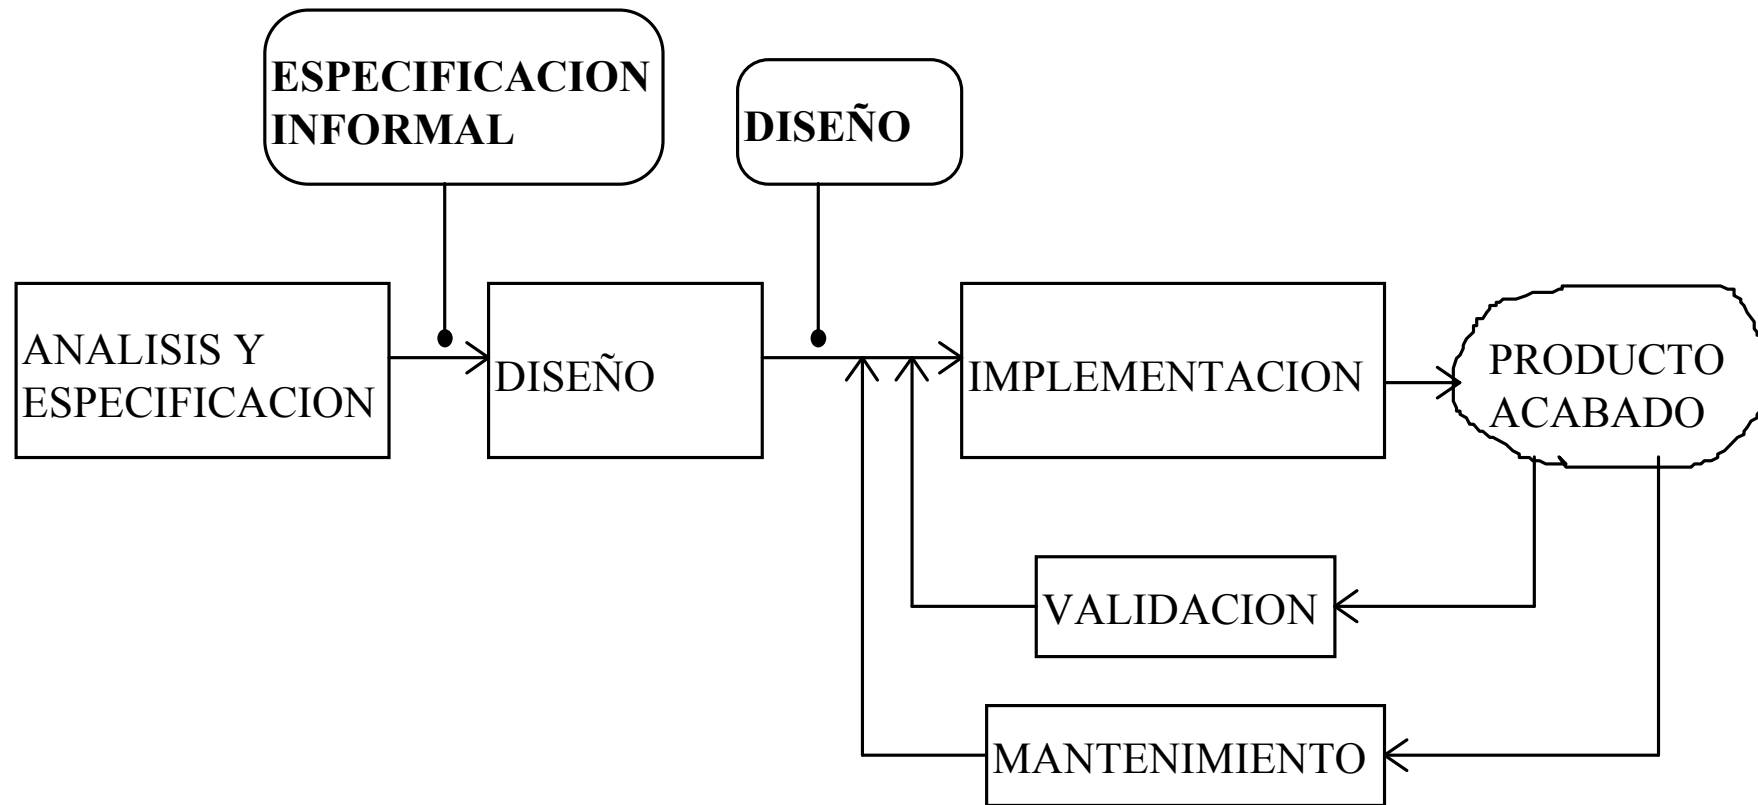 ESPECIFICACION
INFORMAL
DISEÑO
ANALISIS Y
ESPECIFICACION
DISEÑO
IMPLEMENTACION
PRODUCTO
ACABADO
VALIDACION
MANTENIMIENTO